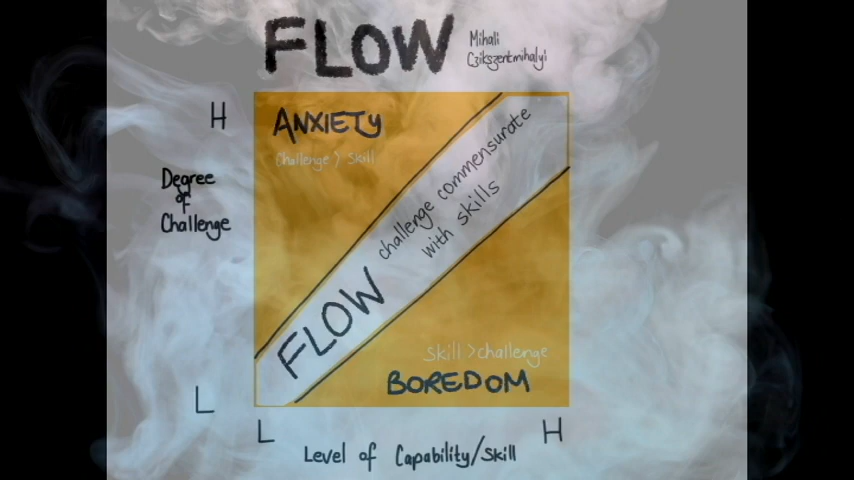 FLOW
Mihali
Czikszentmihalyi
H
ANXIETY
Challenge > Skill
Degree
of
Challenge
challenge commensurate
with skills
FLOW
Skill > challenge
BOREDOM
L
L
H
Level of Capability/Skill